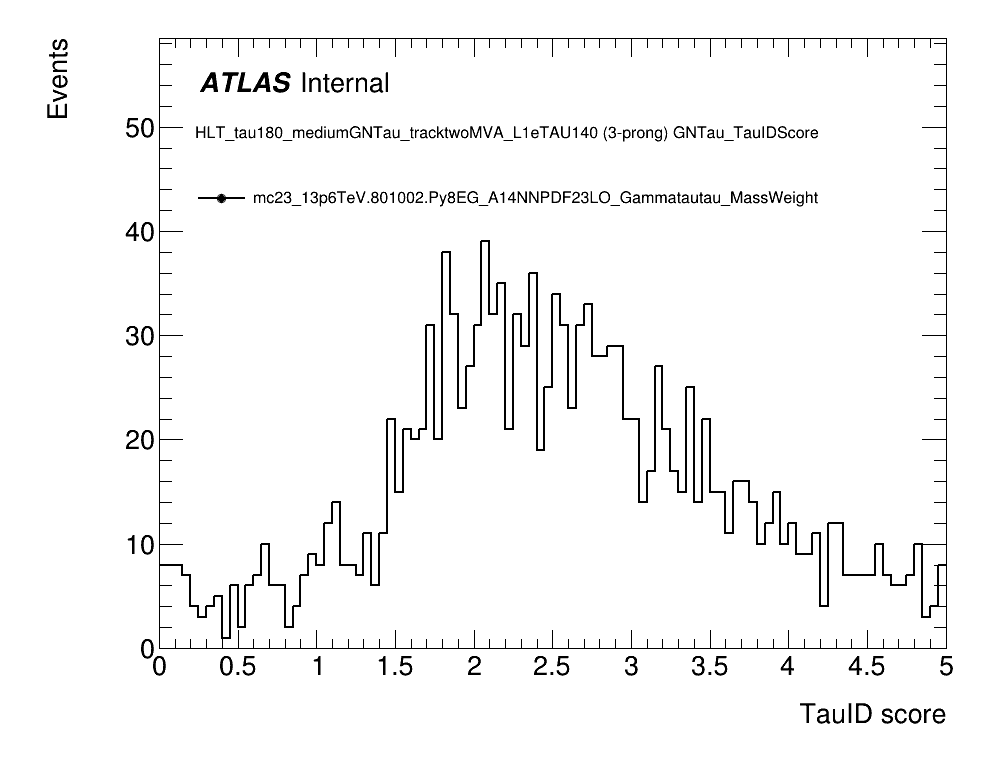 Events
ATLAS Internal
HLT_tau180_mediumGNTau_tracktwoMVA_L1eTAU140 (3-prong) GNTau_TauIDScore
mc23_13p6TeV.801002.Py8EG_A14NNPDF23LO_Gammatautau_MassWeight
50
40
30
20
10
0
0 0.5 1 1.5 2 2.5 3 3.5 4 4.5 5
TauID score